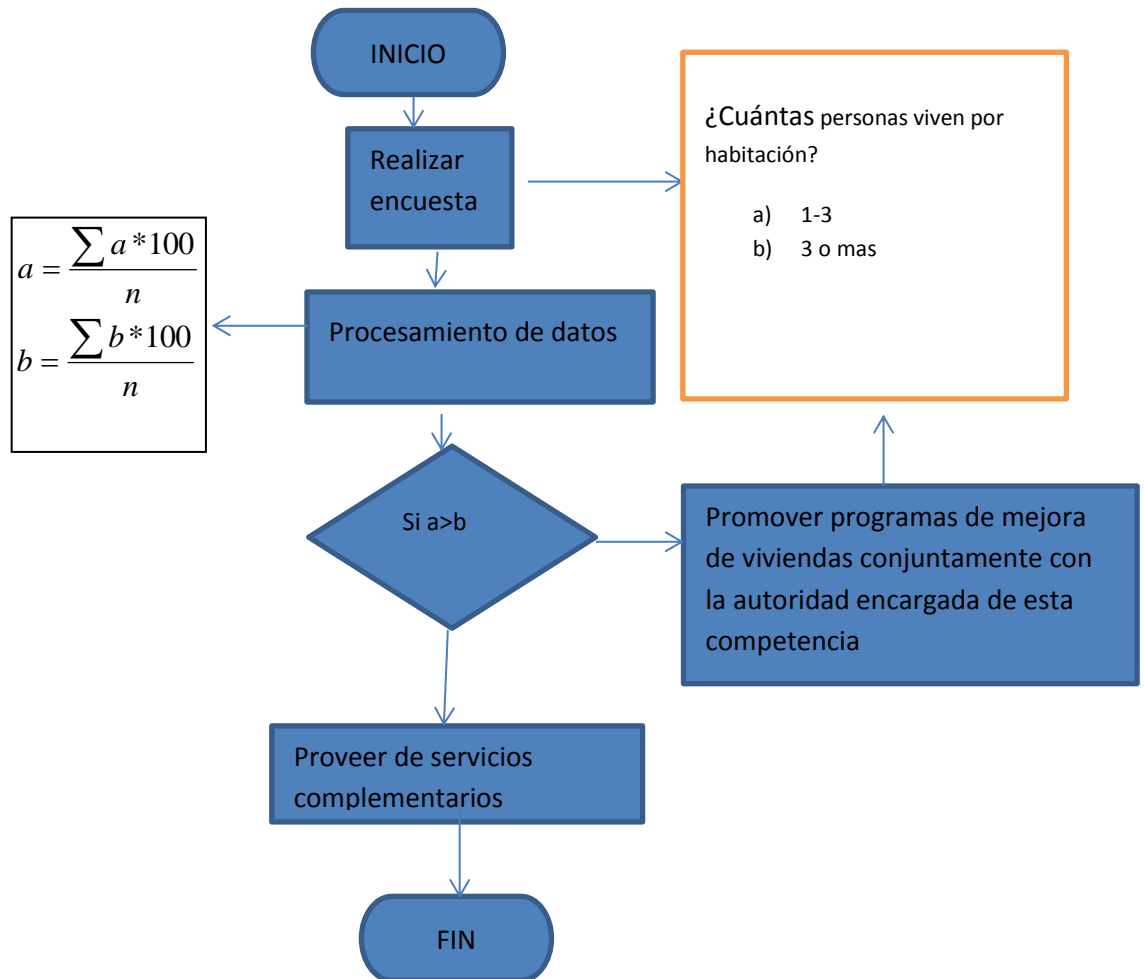 INICIO
Realizar
encuesta
¿Cuántas personas viven por
habitación?
a) 1-3
b) 3 o mas
Procesamiento de datos
a = ∑ a * 100 / n
b = ∑ b * 100 / n
Si a>b
Promover programas de mejora
de viviendas conjuntamente con
la autoridad encargada de esta
competencia
Proveer de servicios
complementarios
FIN